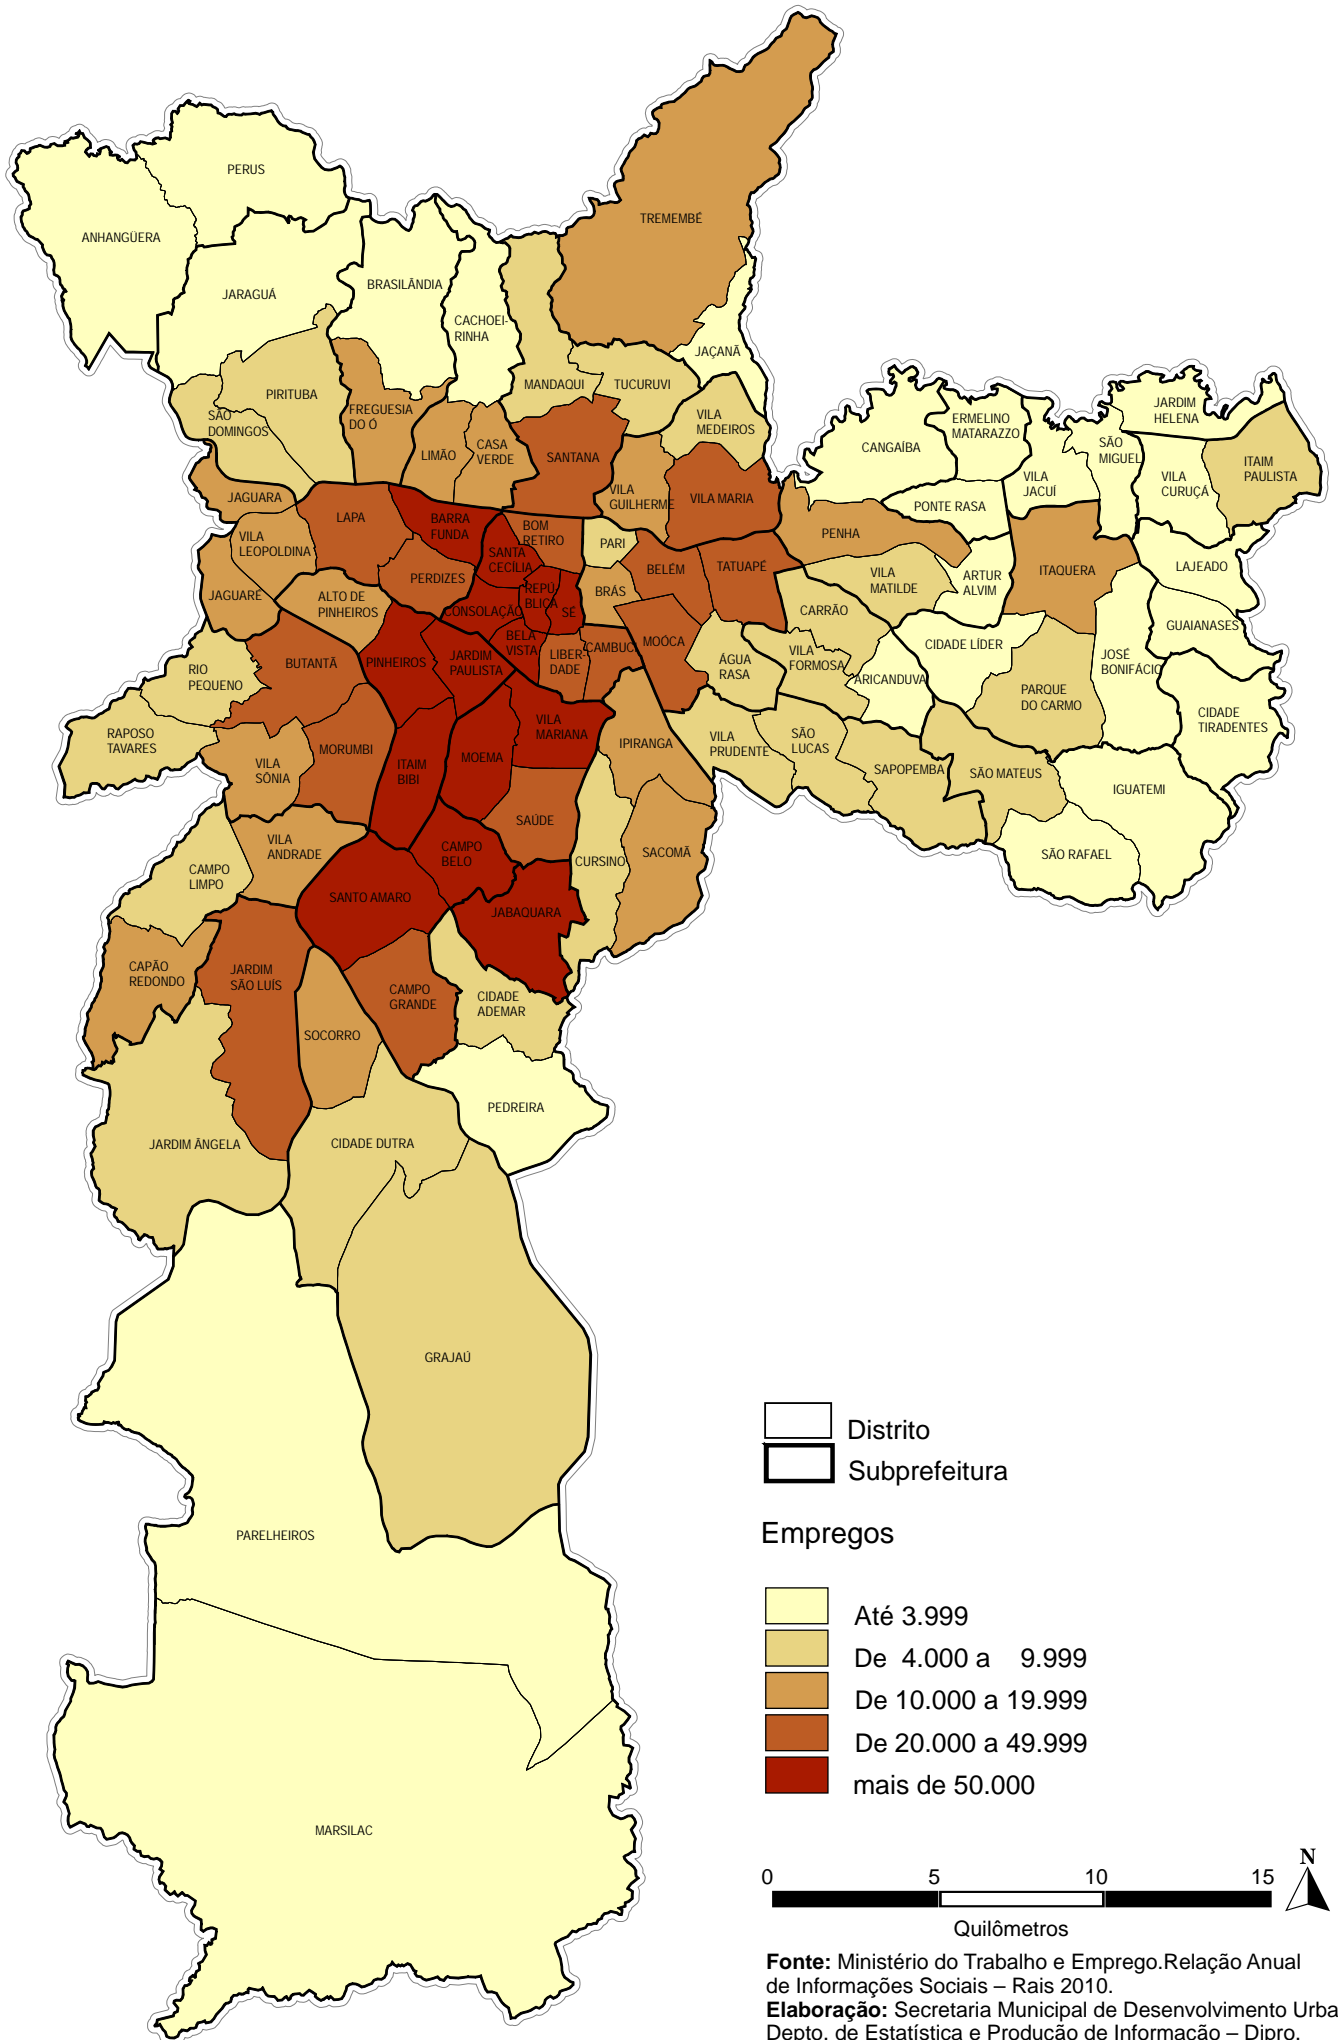 PERUS
ANHANGÜERA
TREMEMBÉ
JARAGUÁ
BRASILÂNDIA
CACHOEI-
RINHA
JAÇANÃ
MANDAQUI
TUCURUVI
PIRITUBA
FREGUESIA
DO Ó
SÃO
DOMINGOS
VILA
MEDEIROS
LIMÃO
CASA
VERDE
SANTANA
CANGAÍBA
ERMELINO
MATARAZZO
JARDIM
HELENA
SÃO
MIGUEL
ITAIM
PAULISTA
VILA
JACUÍ
VILA
CURUÇÁ
JAGUARA
VILA
GUILHERME
VILA MARIA
PONTE RASA
LAPA
BARRA
FUNDA
BOM
RETIRO
PARI
PENHA
VILA
LEOPOLDINA
SANTA
CECÍLIA
PERDIZES
BELÉM
TATUAPÉ
VILA
MATILDE
ARTUR
ALVIM
ITAQUERA
LAJEADO
JAGUARÉ
ALTO DE
PINHEIROS
REPÚ-
BLICA
BRÁS
CONSOLAÇÃO
SÉ
CARRÃO
GUAIANASES
RIO
PEQUENO
BUTANTÃ
PINHEIROS
JARDIM
PAULISTA
BELA
VISTA
LIBER-
DADE
CAMBUCI
MOÓCA
ÁGUA
RASA
VILA
FORMOSA
CIDADE LÍDER
JOSÉ
BONIFÁCIO
ARICANDUVA
PARQUE
DO CARMO
CIDADE
TIRADENTES
RAPOSO
TAVARES
VILA
SÔNIA
MORUMBI
ITAIM
BIBI
MOEMA
VILA
MARIANA
IPIRANGA
VILA
PRUDENTE
SÃO
LUCAS
SAPOPEMBA
SÃO MATEUS
IGUATEMI
SAÚDE
VILA
ANDRADE
CAMPO
BELO
CURSINO
SACOMÃ
SÃO RAFAEL
CAMPO
LIMPO
SANTO AMARO
JABAQUARA
CAPÃO
REDONDO
JARDIM
SÃO LUÍS
CAMPO
GRANDE
CIDADE
ADEMAR
SOCORRO
PEDREIRA
JARDIM ÂNGELA
CIDADE DUTRA
GRAJAÚ
PARELHEIROS
MARSILAC
Distrito
Subprefeitura
Empregos
Até 3.999
De 4.000 a 9.999
De 10.000 a 19.999
De 20.000 a 49.999
mais de 50.000
0 5 10 15
N
Quilômetros
Fonte: Ministério do Trabalho e Emprego.Relação Anual
de Informações Sociais – Rais 2010.
Elaboração: Secretaria Municipal de Desenvolvimento Urba
Depto. de Estatística e Produção de Informação – Dipro.